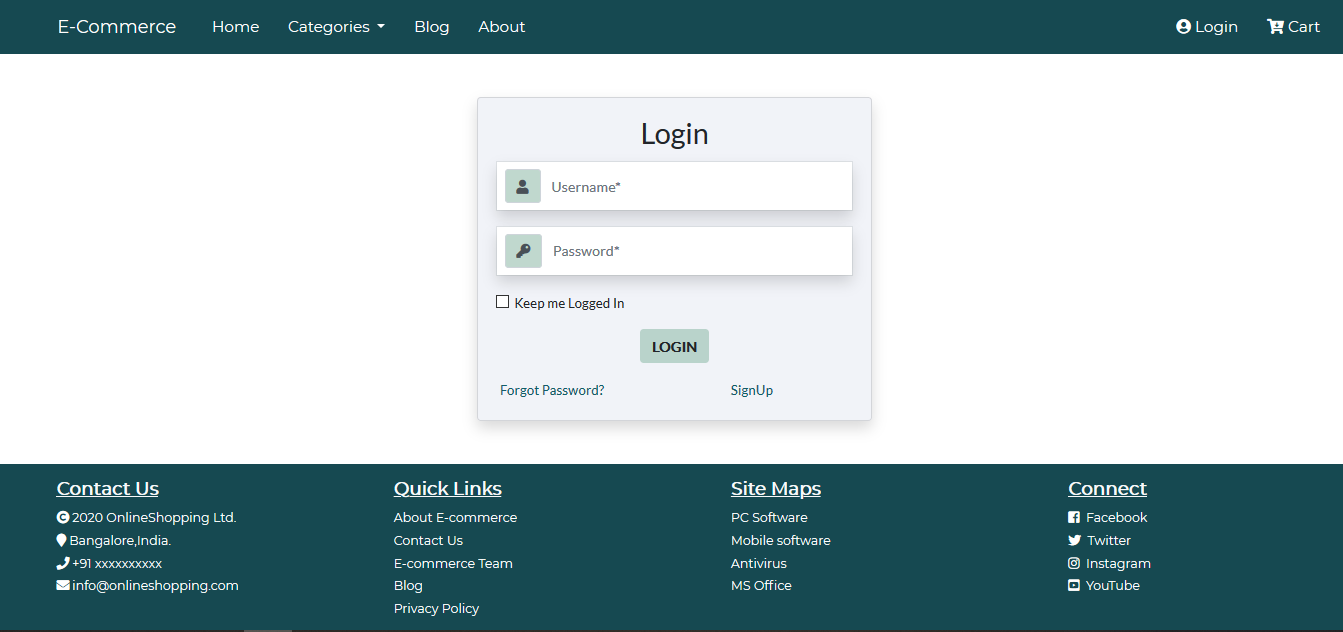 E-Commerce Home Categories Blog About Login Cart
Login
Username*
Password*
Keep me Logged In
LOGIN
Forgot Password? SignUp
Contact Us
2020 OnlineShopping Ltd.
Bangalore,India.
+91 xxxxxxxxxx
info@onlineshopping.com
Quick Links
About E-commerce
Contact Us
E-commerce Team
Blog
Privacy Policy
Site Maps
PC Software
Mobile software
Antivirus
MS Office
Connect
Facebook
Twitter
Instagram
YouTube